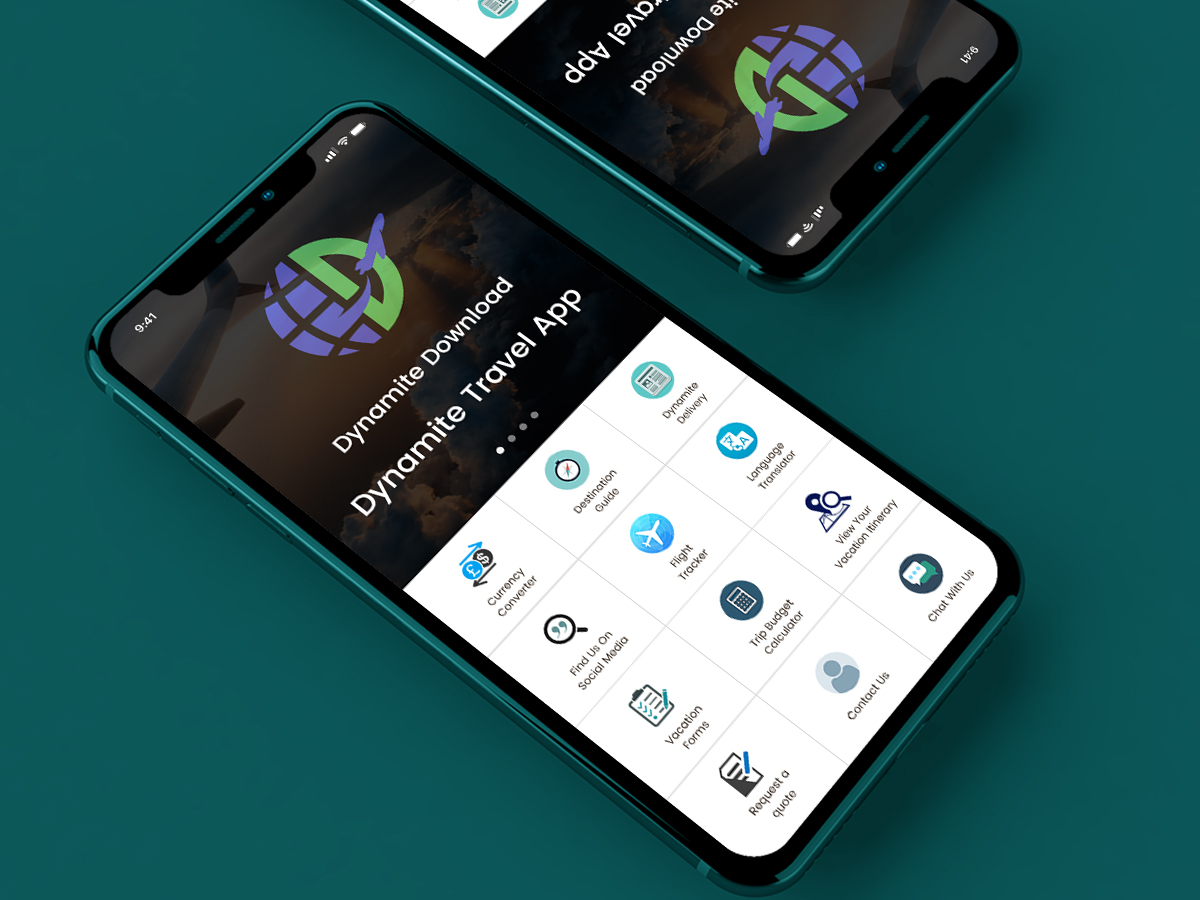 9:41
Dynamite Download
Dynamite Travel App
Currency
Converter
Destination
Guide
Dynamite
Delivery
Find Us On
Social Media
Flight
Tracker
Language
Translator
Vacation
Forms
Trip Budget
Calculator
View Your
Vacation Itinerary
Request a
quote
Contact Us
Chat With Us
9:41
ite Download
ravel App